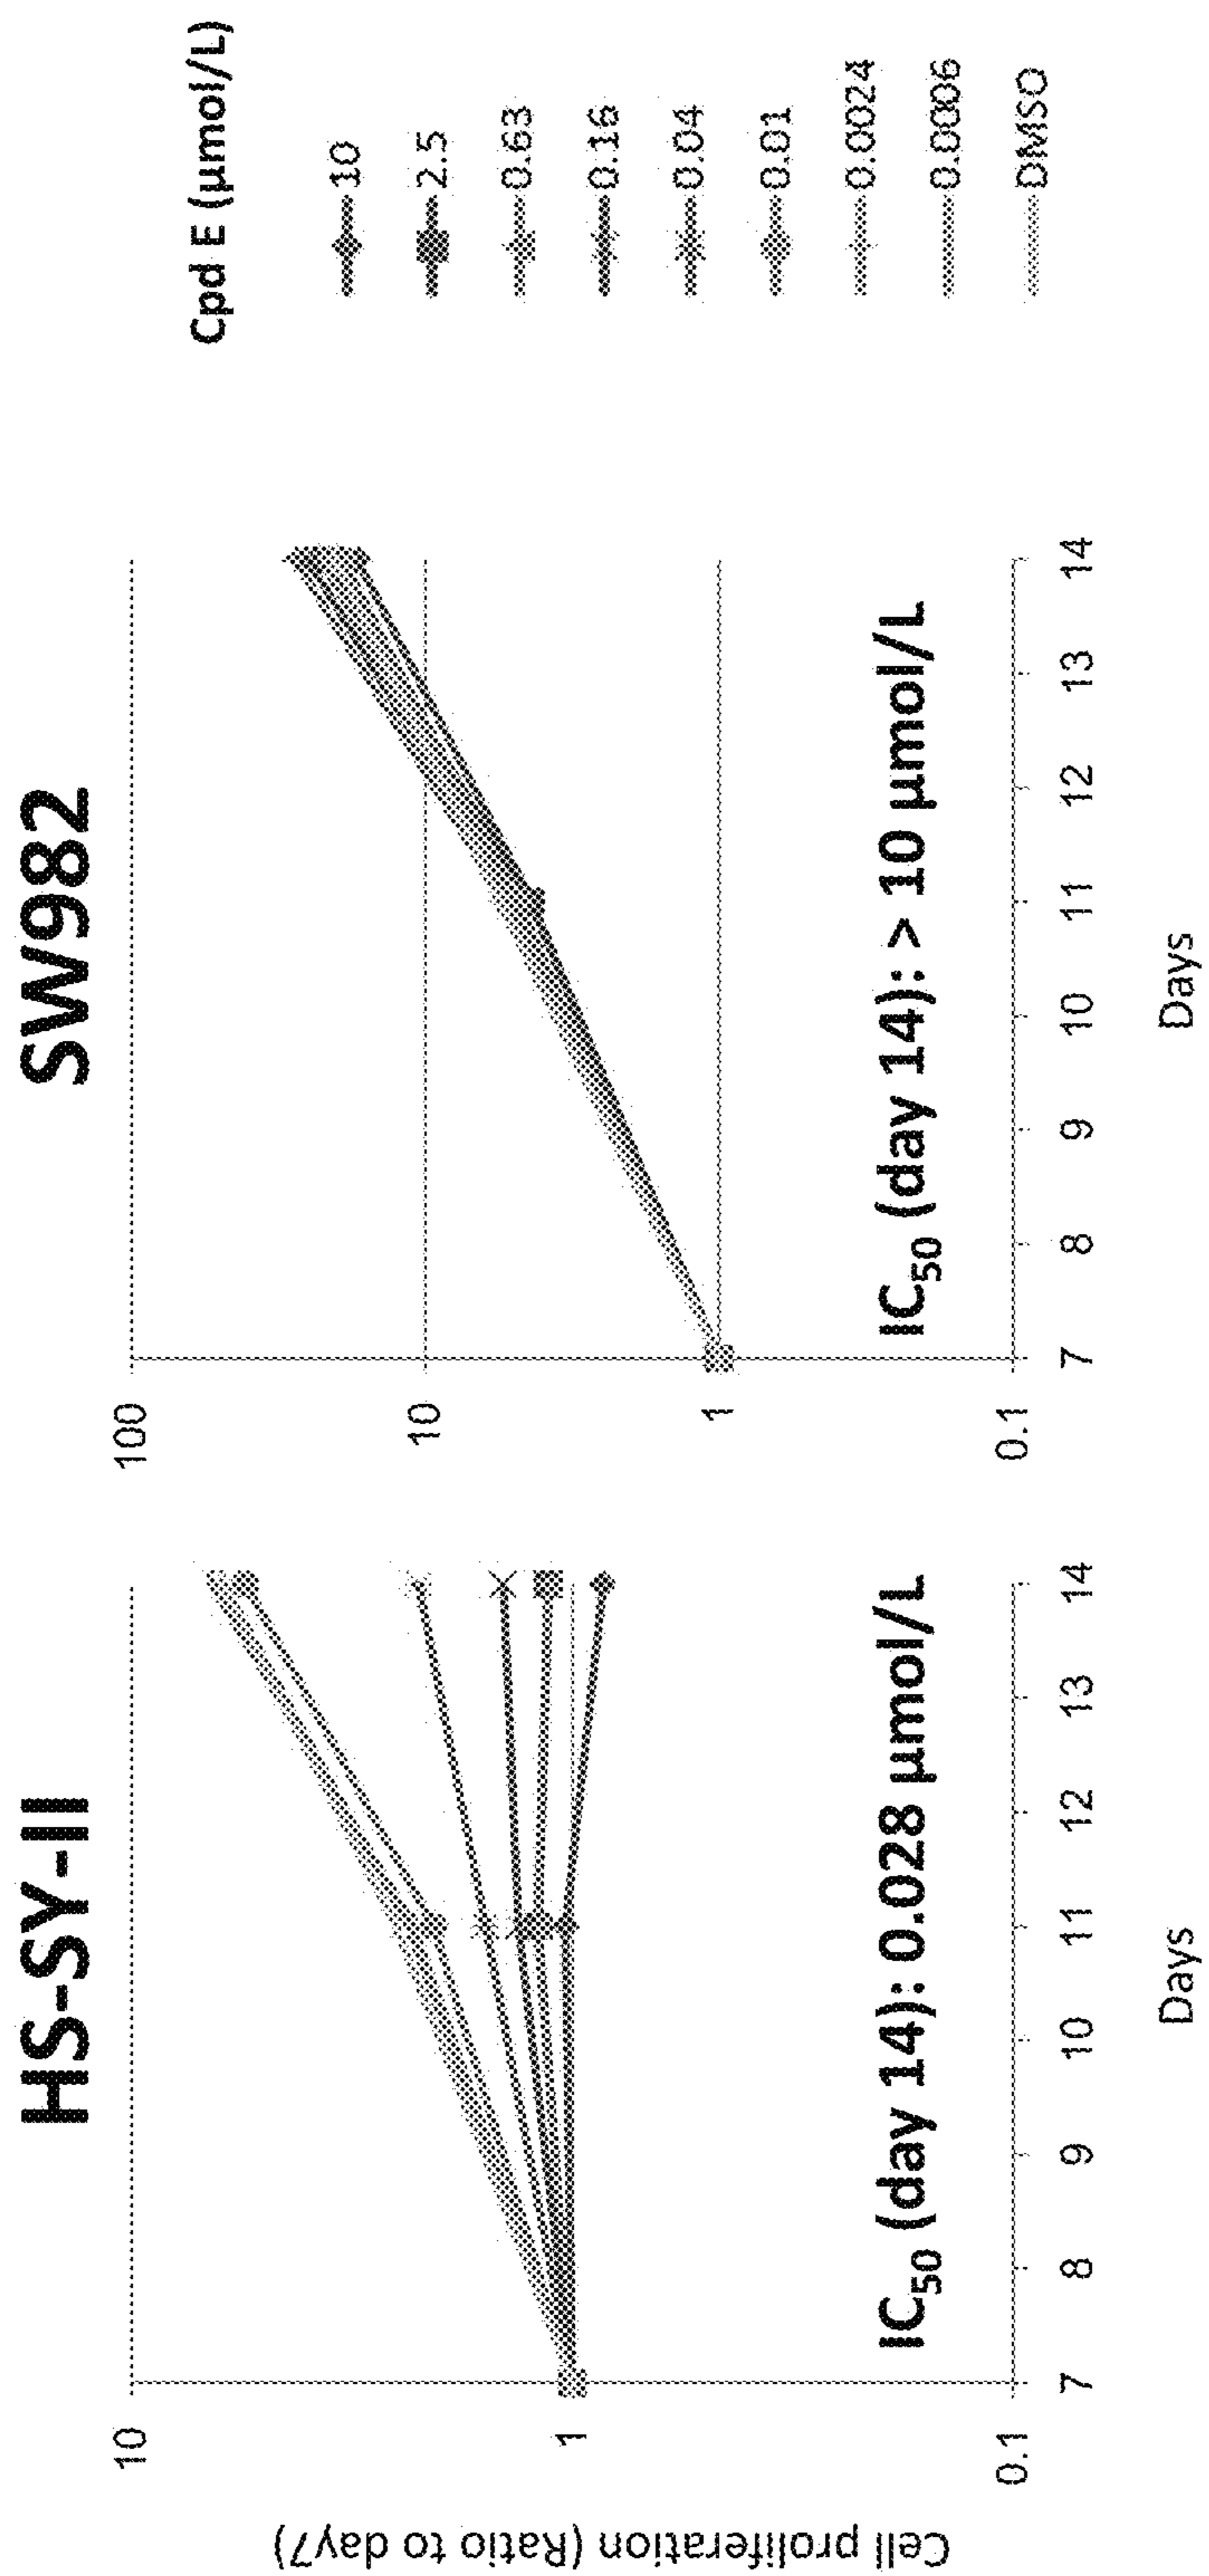 HS-SY-II
Cell proliferation (Ratio to day7)
10
1
0.1
IC50 (day 14): 0.028 µmol/L
7 8 9 10 11 12 13 14
Days
SW982
100
10
1
0.1
IC50 (day 14): > 10 µmol/L
7 8 9 10 11 12 13 14
Days
Cpd E (µmol/L)
10
2.5
0.63
0.16
0.04
0.01
0.0024
0.0006
DMSO